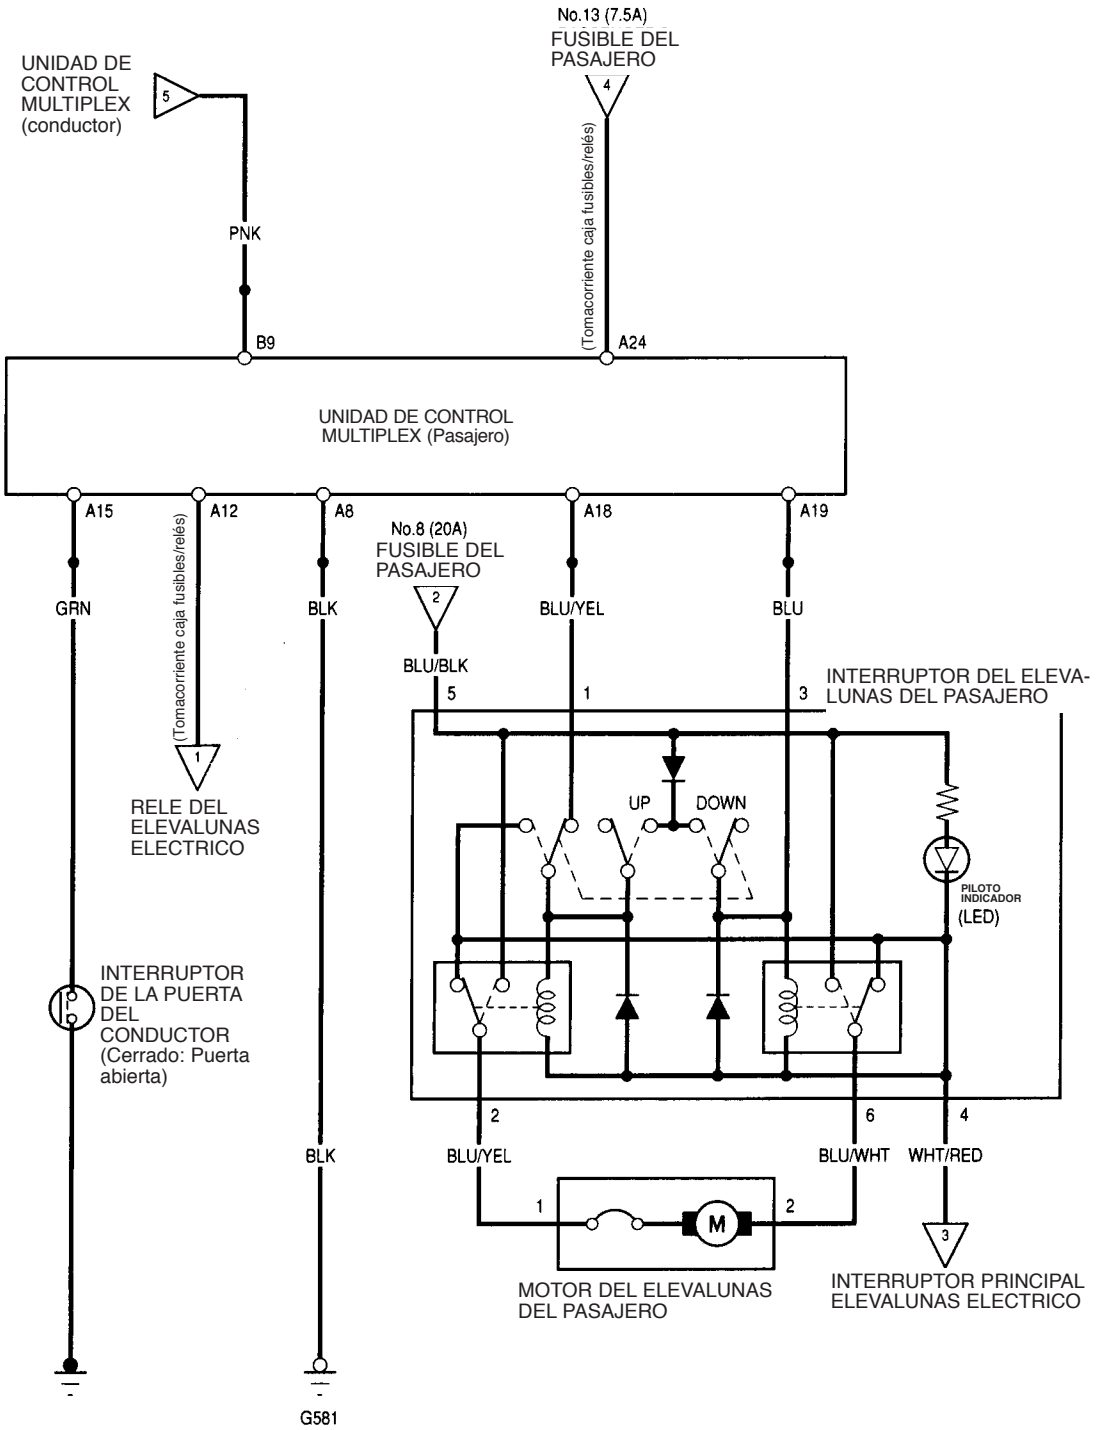 No.13 (7.5A)
FUSIBLE DEL
PASAJERO
4
UNIDAD DE
CONTROL
MULTIPLEX
(conductor)
5
(Tomacorriente caja fusibles/relés)
PNK
B9
A24
UNIDAD DE CONTROL
MULTIPLEX (Pasajero)
A15
A12
A8
A18
A19
No.8 (20A)
FUSIBLE DEL
PASAJERO
2
(Tomacorriente caja fusibles/relés)
GRN
BLK
BLU/YEL
BLU
BLU/BLK
5
1
3
INTERRUPTOR DEL ELEVA-
LUNAS DEL PASAJERO
1
RELE DEL
ELEVALUNAS
ELECTRICO
UP
DOWN
PILOTO
INDICADOR
(LED)
INTERRUPTOR
DE LA PUERTA
DEL
CONDUCTOR
(Cerrado: Puerta
abierta)
2
6
4
BLK
BLU/YEL
BLU/WHT
WHT/RED
1
M
2
3
MOTOR DEL ELEVALUNAS
DEL PASAJERO
INTERRUPTOR PRINCIPAL
ELEVALUNAS ELECTRICO
G581